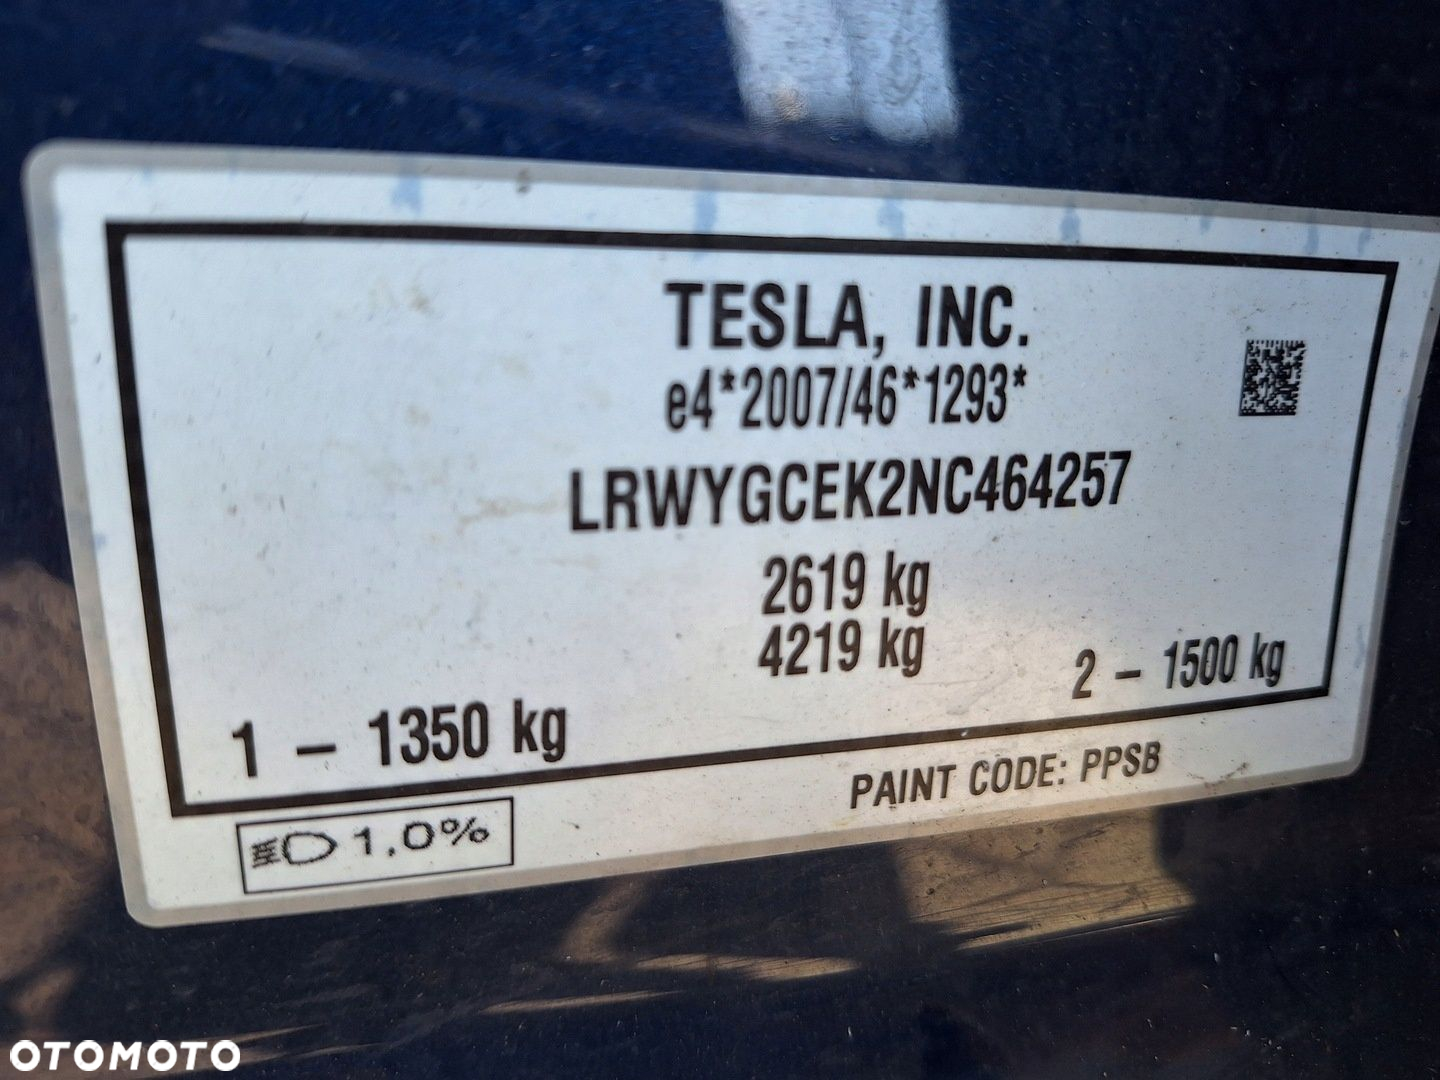 TESLA, INC.
e4*2007/46*1293*
LRWYGCEK2NC464257
2619 kg
4219 kg
1 – 1350 kg
2 – 1500 kg
PAINT CODE: PPSB
1.0%
OTOMOTO